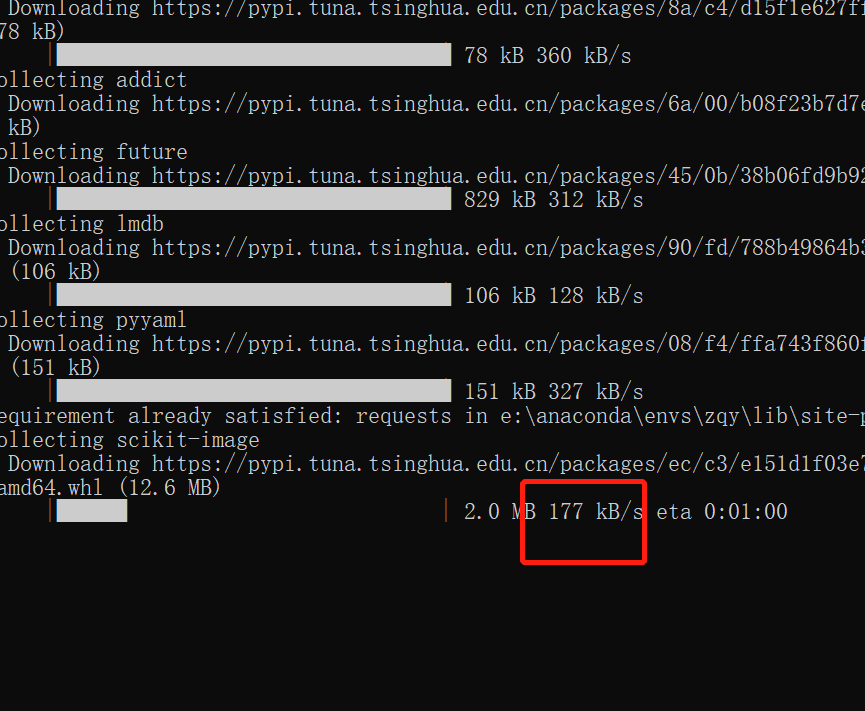 Downloading https://pypi.tuna.tsinghua.edu.cn/packages/8a/c4/d15f1e627ff
78 kB)
78 kB 360 kB/s
ollecting addict
Downloading https://pypi.tuna.tsinghua.edu.cn/packages/6a/00/b08f23b7d7e
kB)
ollecting future
Downloading https://pypi.tuna.tsinghua.edu.cn/packages/45/0b/38b06fd9b92
829 kB 312 kB/s
ollecting lmdb
Downloading https://pypi.tuna.tsinghua.edu.cn/packages/90/fd/788b49864b3
(106 kB)
106 kB 128 kB/s
ollecting pyyaml
Downloading https://pypi.tuna.tsinghua.edu.cn/packages/08/f4/ffa743f860f
(151 kB)
151 kB 327 kB/s
equirement already satisfied: requests in e:\anaconda\envs\zqy\lib\site-p
ollecting scikit-image
Downloading https://pypi.tuna.tsinghua.edu.cn/packages/ec/c3/e151d1f03e7
amd64.whl (12.6 MB)
2.0 MB 177 kB/s eta 0:01:00